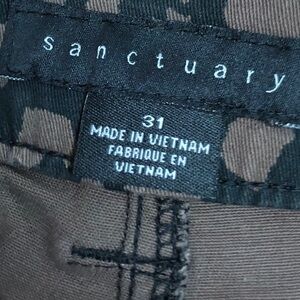 sanctuary
31
MADE IN VIETNAM
FABRIQUE EN
VIETNAM